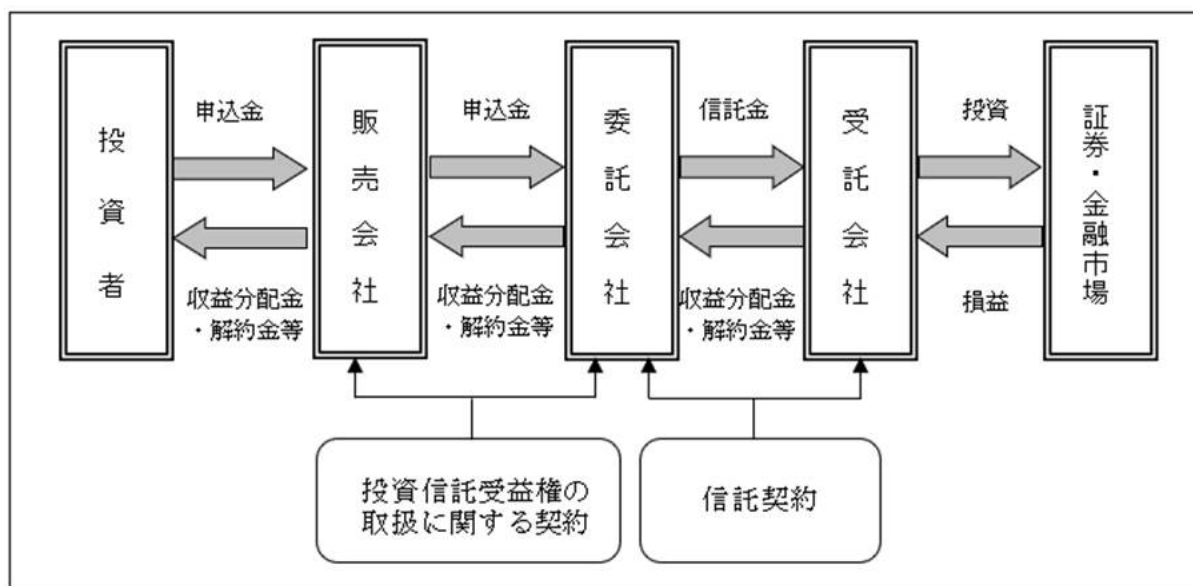 投資者
申込金
収益分配金
・解約金等
販売会社
申込金
収益分配金
・解約金等
委託会社
信託金
収益分配金
・解約金等
受託会社
投資
損益
証券・金融市場
投資信託受益権の
取扱に関する契約
信託契約